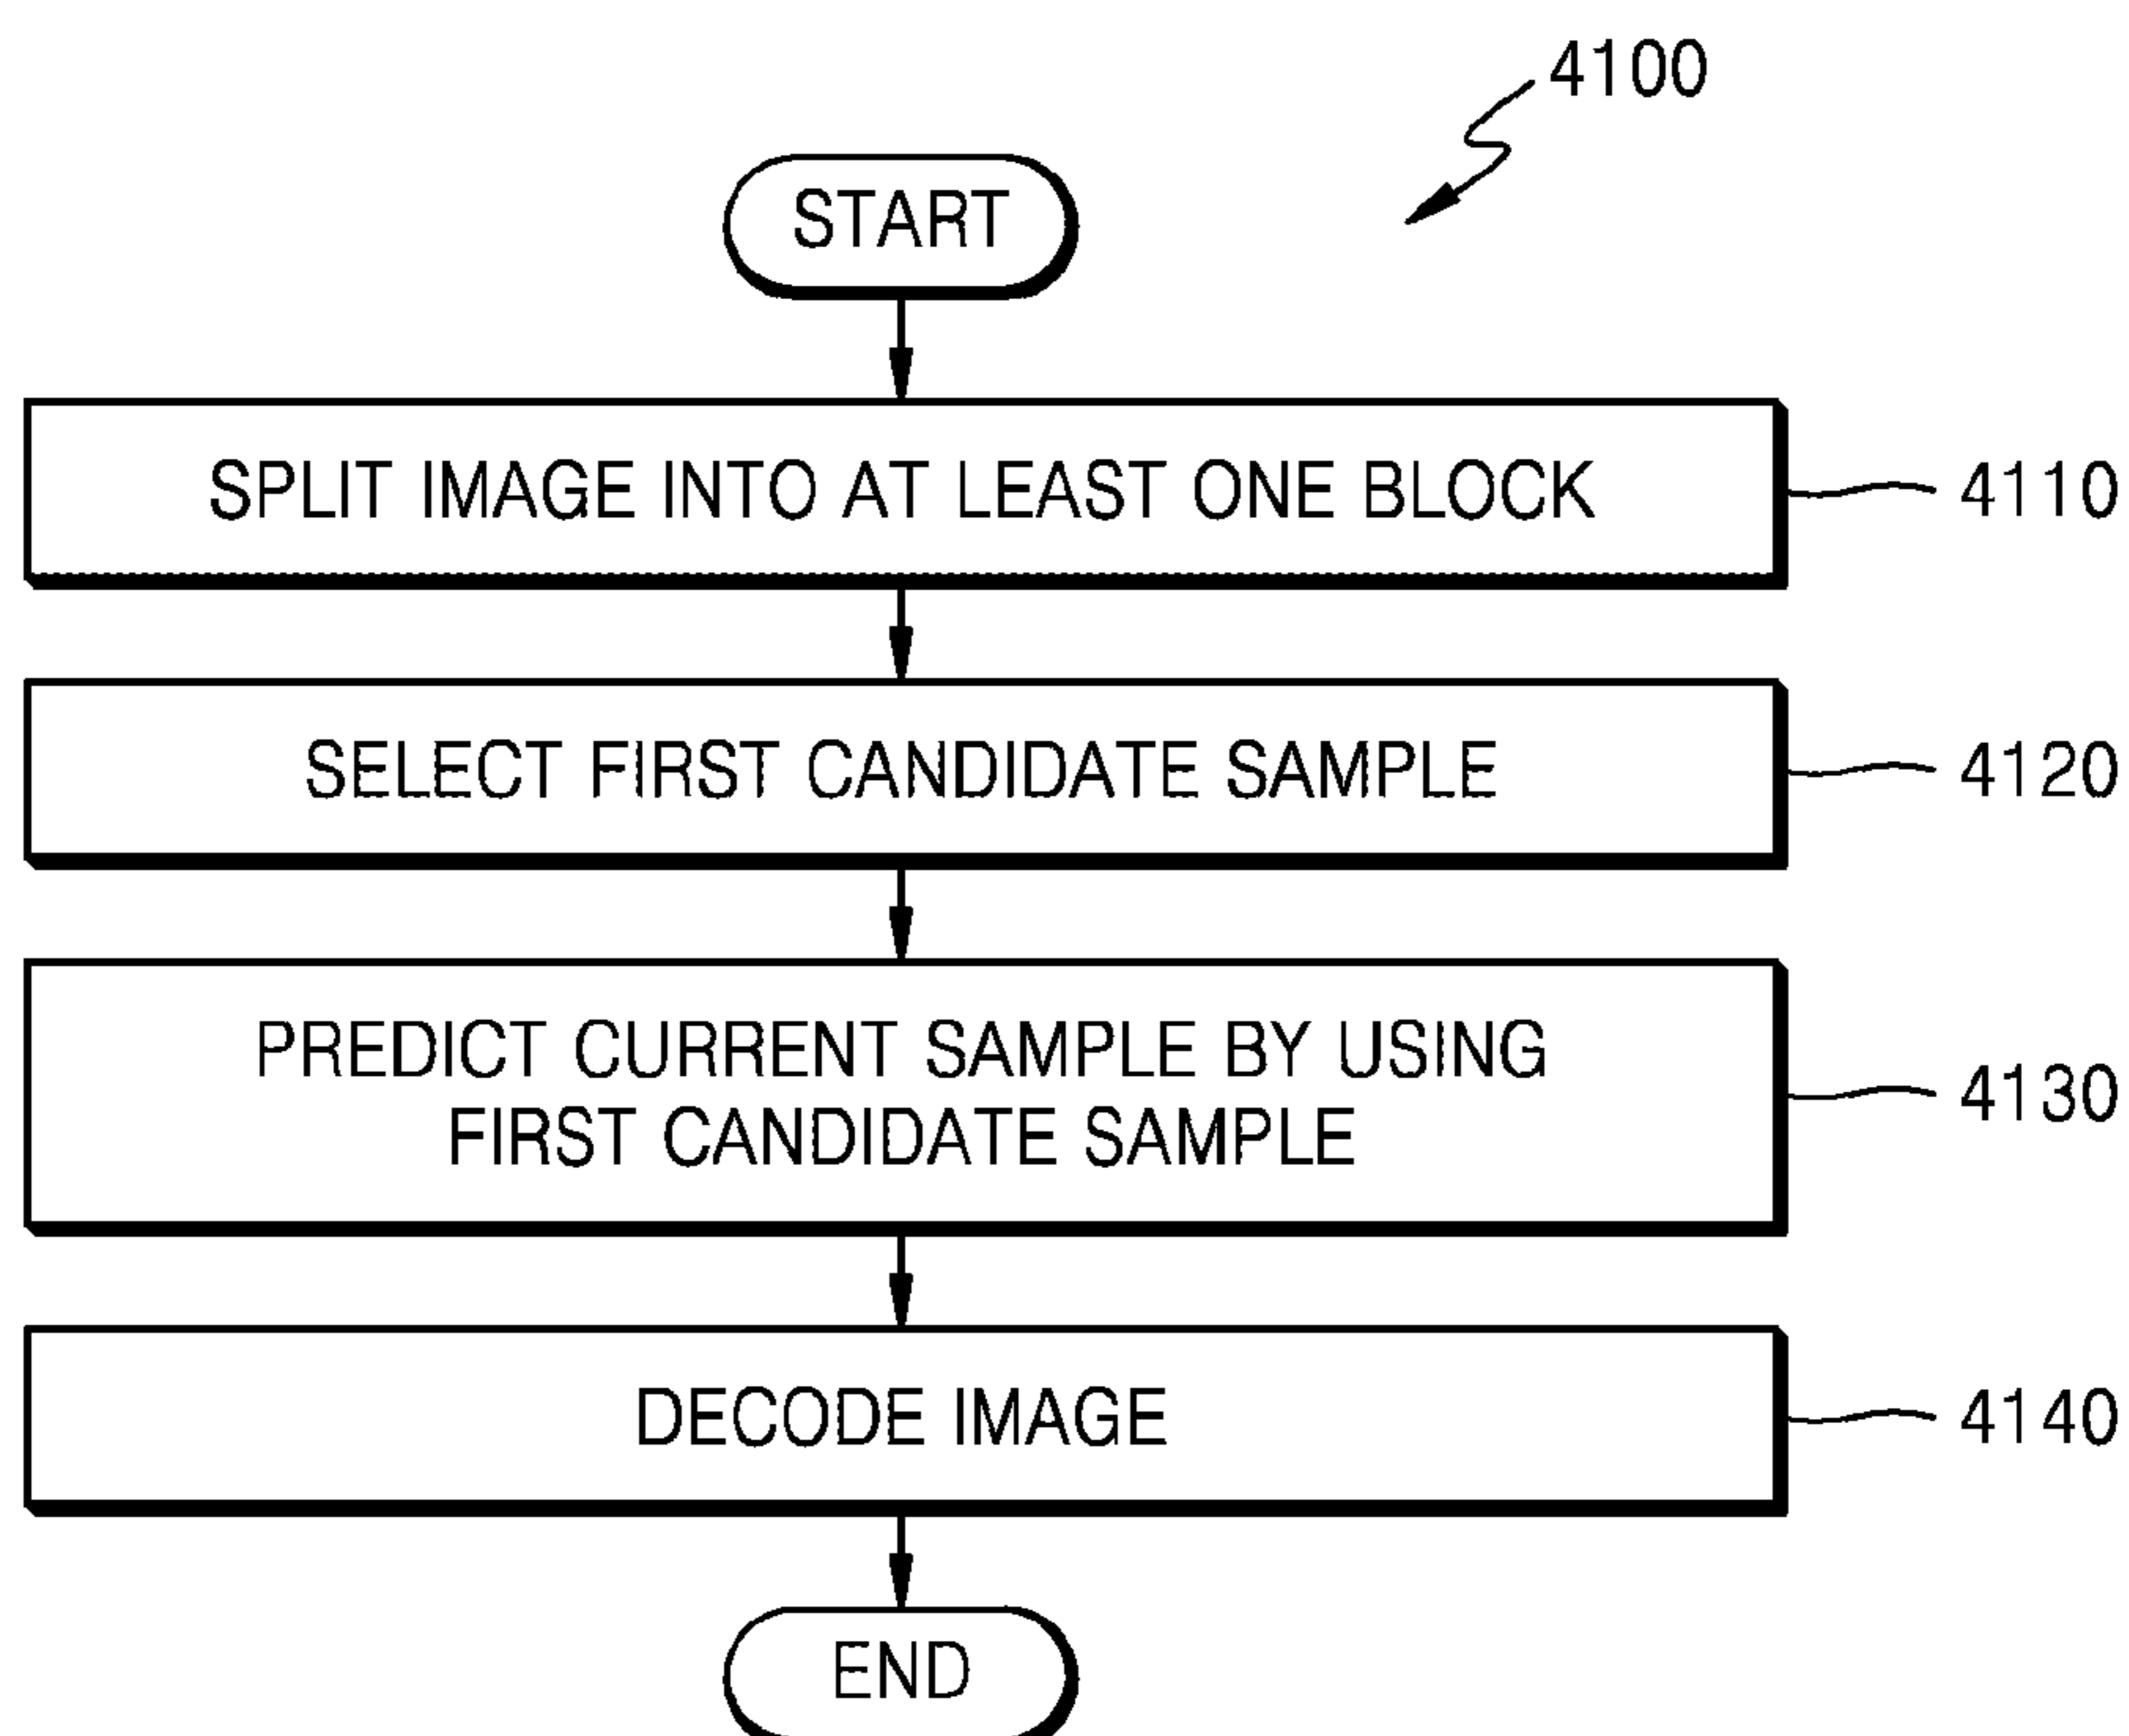 4100
START
SPLIT IMAGE INTO AT LEAST ONE BLOCK
4110
SELECT FIRST CANDIDATE SAMPLE
4120
PREDICT CURRENT SAMPLE BY USING
FIRST CANDIDATE SAMPLE
4130
DECODE IMAGE
4140
END